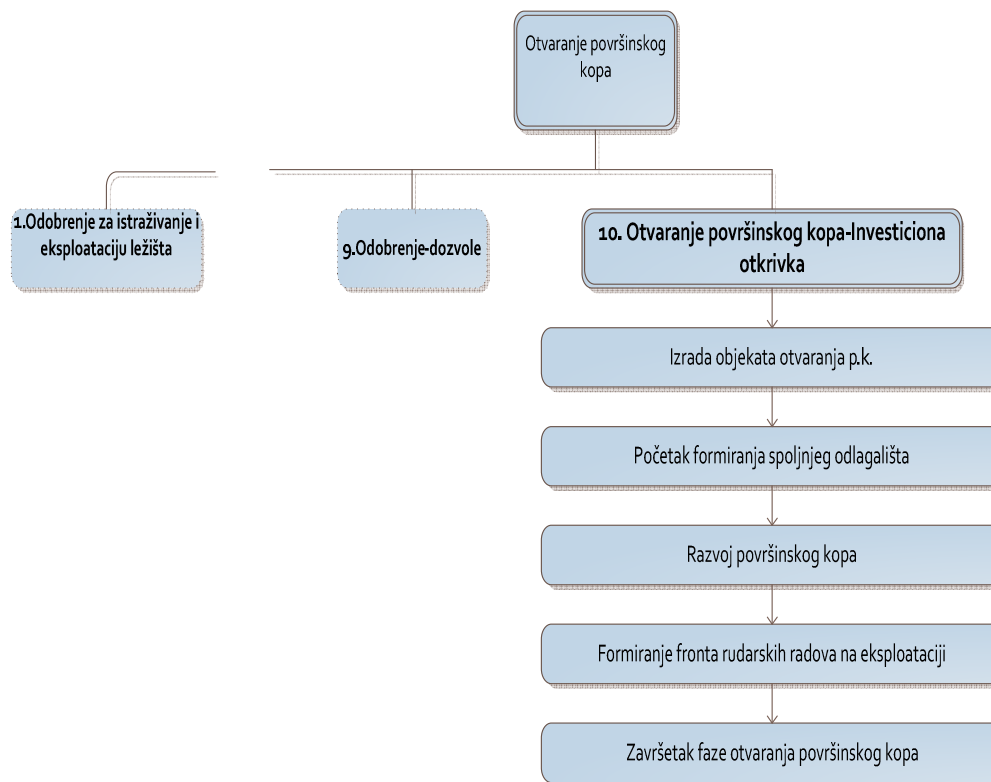 Otvaranje površinskog
kopa
1.Odobrenje za istraživanje i
eksploataciju ležišta
9.Odobrenje-dozvole
10. Otvaranje površinskog kopa-Investiciona
otkrivka
Izrada objekata otvaranja p.k.
Početak formiranja spoljnjeg odlagališta
Razvoj površinskog kopa
Formiranje fronta rudarskih radova na eksploataciji
Završetak faze otvaranja površinskog kopa